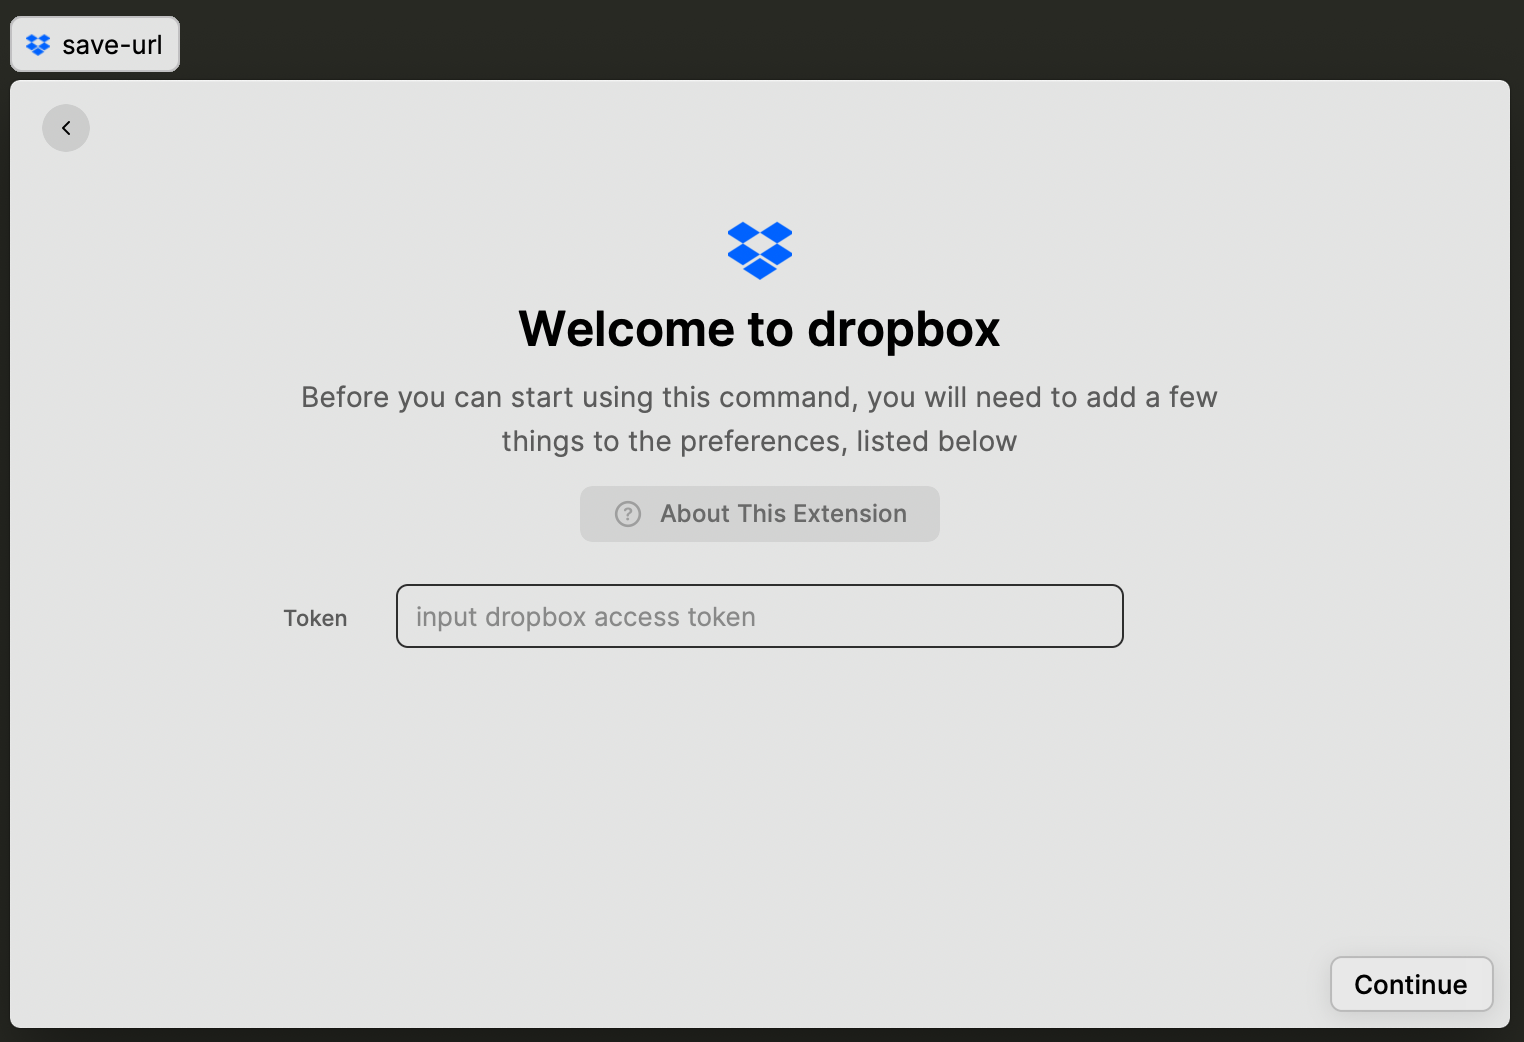 save-url
Welcome to dropbox
Before you can start using this command, you will need to add a few
things to the preferences, listed below
? About This Extension
Token
input dropbox access token
Continue